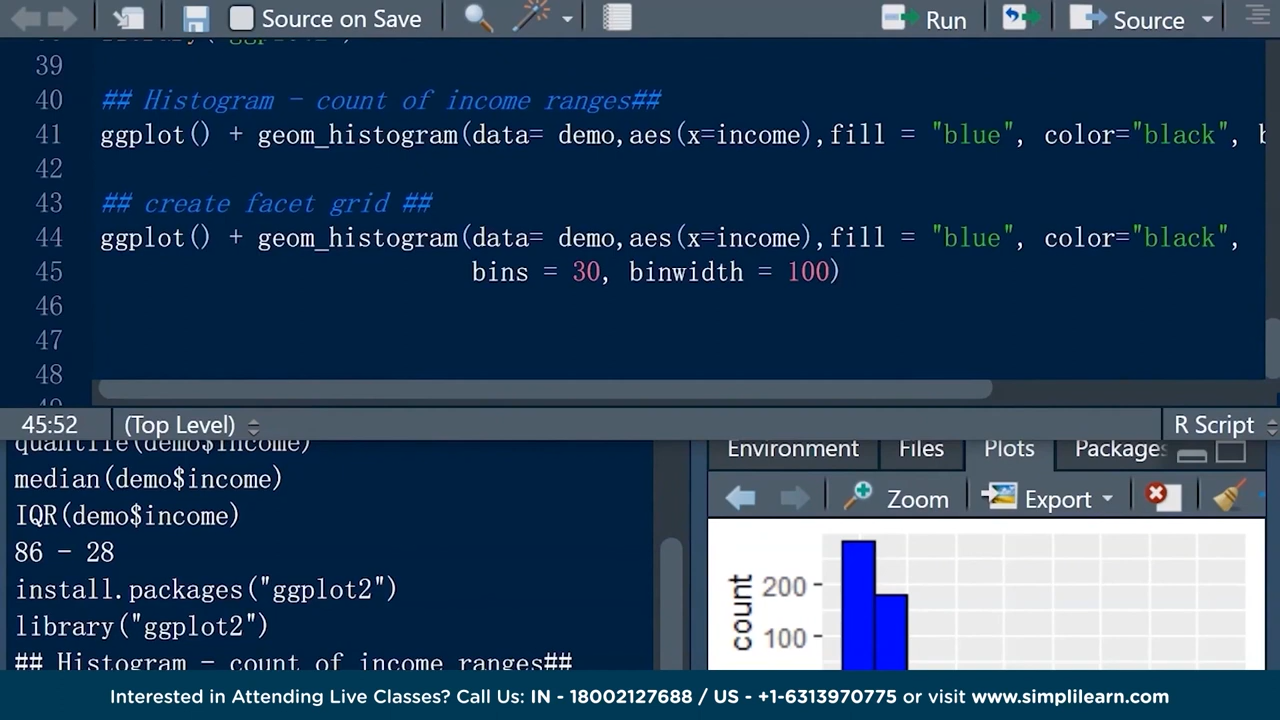 Source on Save
Run
Source
39
40 ## Histogram - count of income ranges##
41 ggplot() + geom_histogram(data= demo,aes(x=income),fill = "blue", color="black", b
42
43 ## create facet grid ##
44 ggplot() + geom_histogram(data= demo,aes(x=income),fill = "blue", color="black",
45 bins = 30, binwidth = 100)
46
47
48
45:52 (Top Level) R Script
quantile(demo$income)
median(demo$income)
IQR(demo$income)
86 - 28
install.packages("ggplot2")
library("ggplot2")
## Histogram - count of income ranges##
Environment Files Plots Packages
Zoom Export
count
200
100
Interested in Attending Live Classes? Call Us: IN - 18002127688 / US - +1-6313970775 or visit www.simplilearn.com